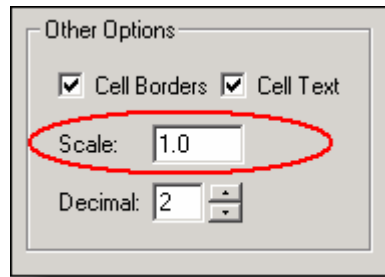 Other Options
Cell Borders Cell Text
Scale: 1.0
Decimal: 2